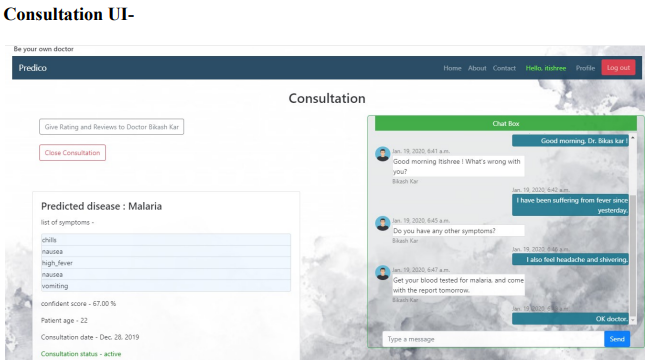 Consultation UI-
Be your own doctor
Predico
Home About Contact Hello, itishree Profile Log out
Consultation
Give Rating and Reviews to Doctor Bikash Kar
Close Consultation
Predicted disease : Malaria
list of symptoms -
chills
nausea
high_fever
nausea
vomiting
confident score - 67.00 %
Patient age - 22
Consultation date - Dec. 28, 2019
Consultation status - active
Chat Box
Good morning, Dr. Bikas kar !
Jan. 19, 2020, 6:41 a.m.
Good morning Itishree ! What's wrong with
you?
Bikash Kar
Jan. 19, 2020, 6:42 a.m.
I have been suffering from fever since
yesterday.
Jan. 19, 2020, 6:45 a.m.
Do you have any other symptoms?
Bikash Kar
Jan. 19, 2020, 6:46 a.m.
I also feel headache and shivering.
Jan. 19, 2020, 6:47 a.m.
Get your blood tested for malaria, and come
with the report tomorrow.
Bikash Kar
Jan. 19, 2020, a.m.
OK doctor.
Type a message
Send